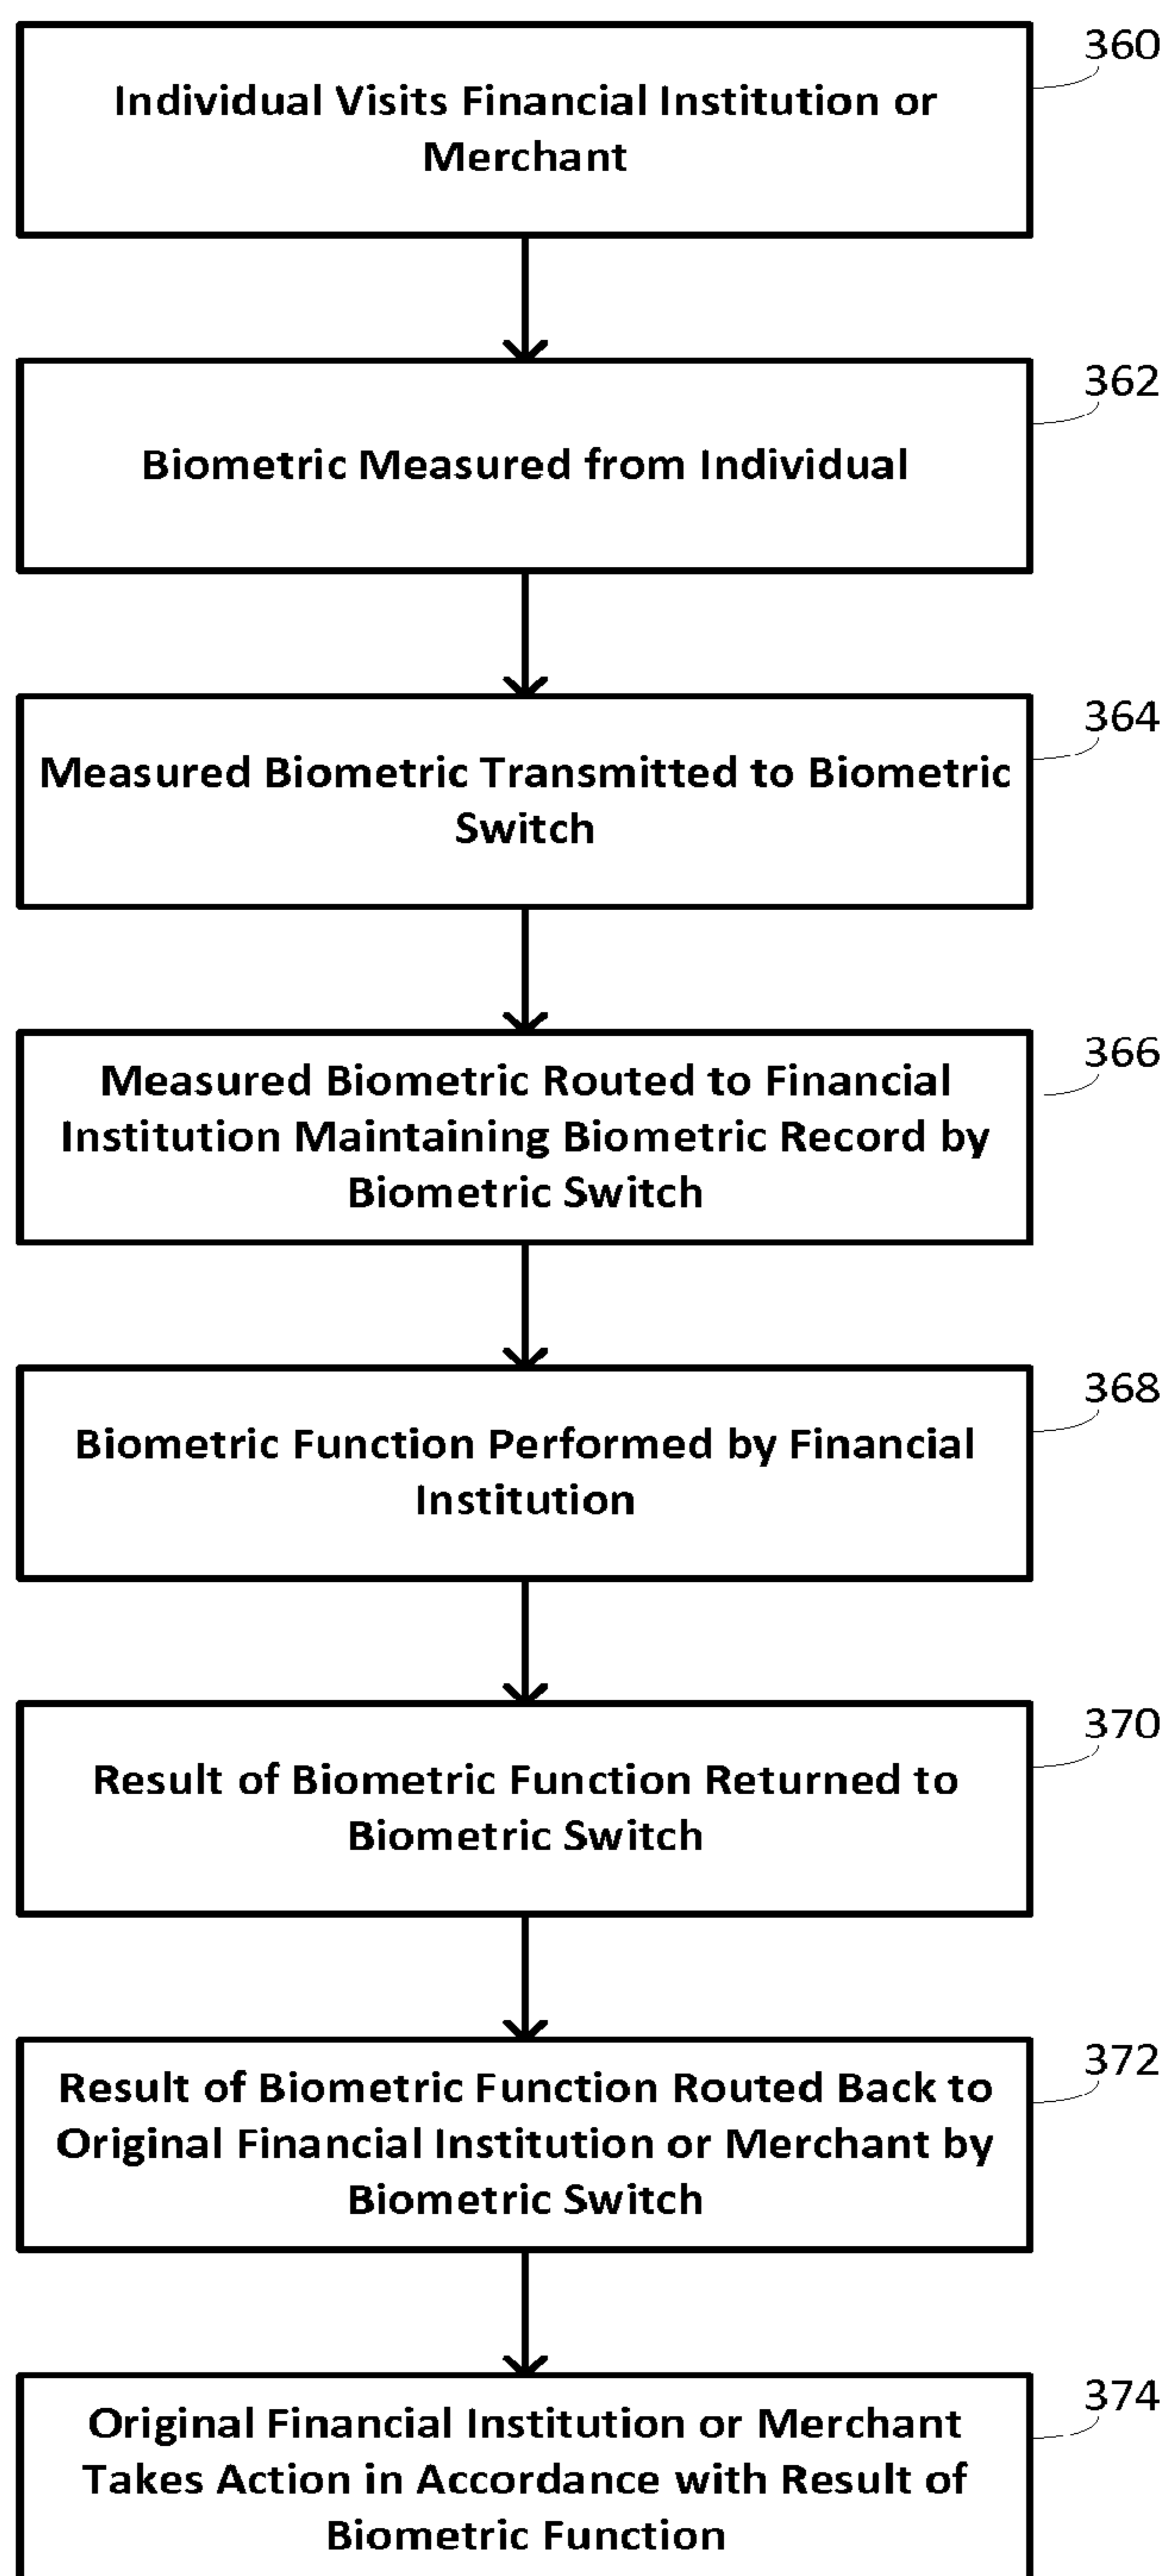 360
Individual Visits Financial Institution or
Merchant
362
Biometric Measured from Individual
364
Measured Biometric Transmitted to Biometric
Switch
366
Measured Biometric Routed to Financial
Institution Maintaining Biometric Record by
Biometric Switch
368
Biometric Function Performed by Financial
Institution
370
Result of Biometric Function Returned to
Biometric Switch
372
Result of Biometric Function Routed Back to
Original Financial Institution or Merchant by
Biometric Switch
374
Original Financial Institution or Merchant
Takes Action in Accordance with Result of
Biometric Function